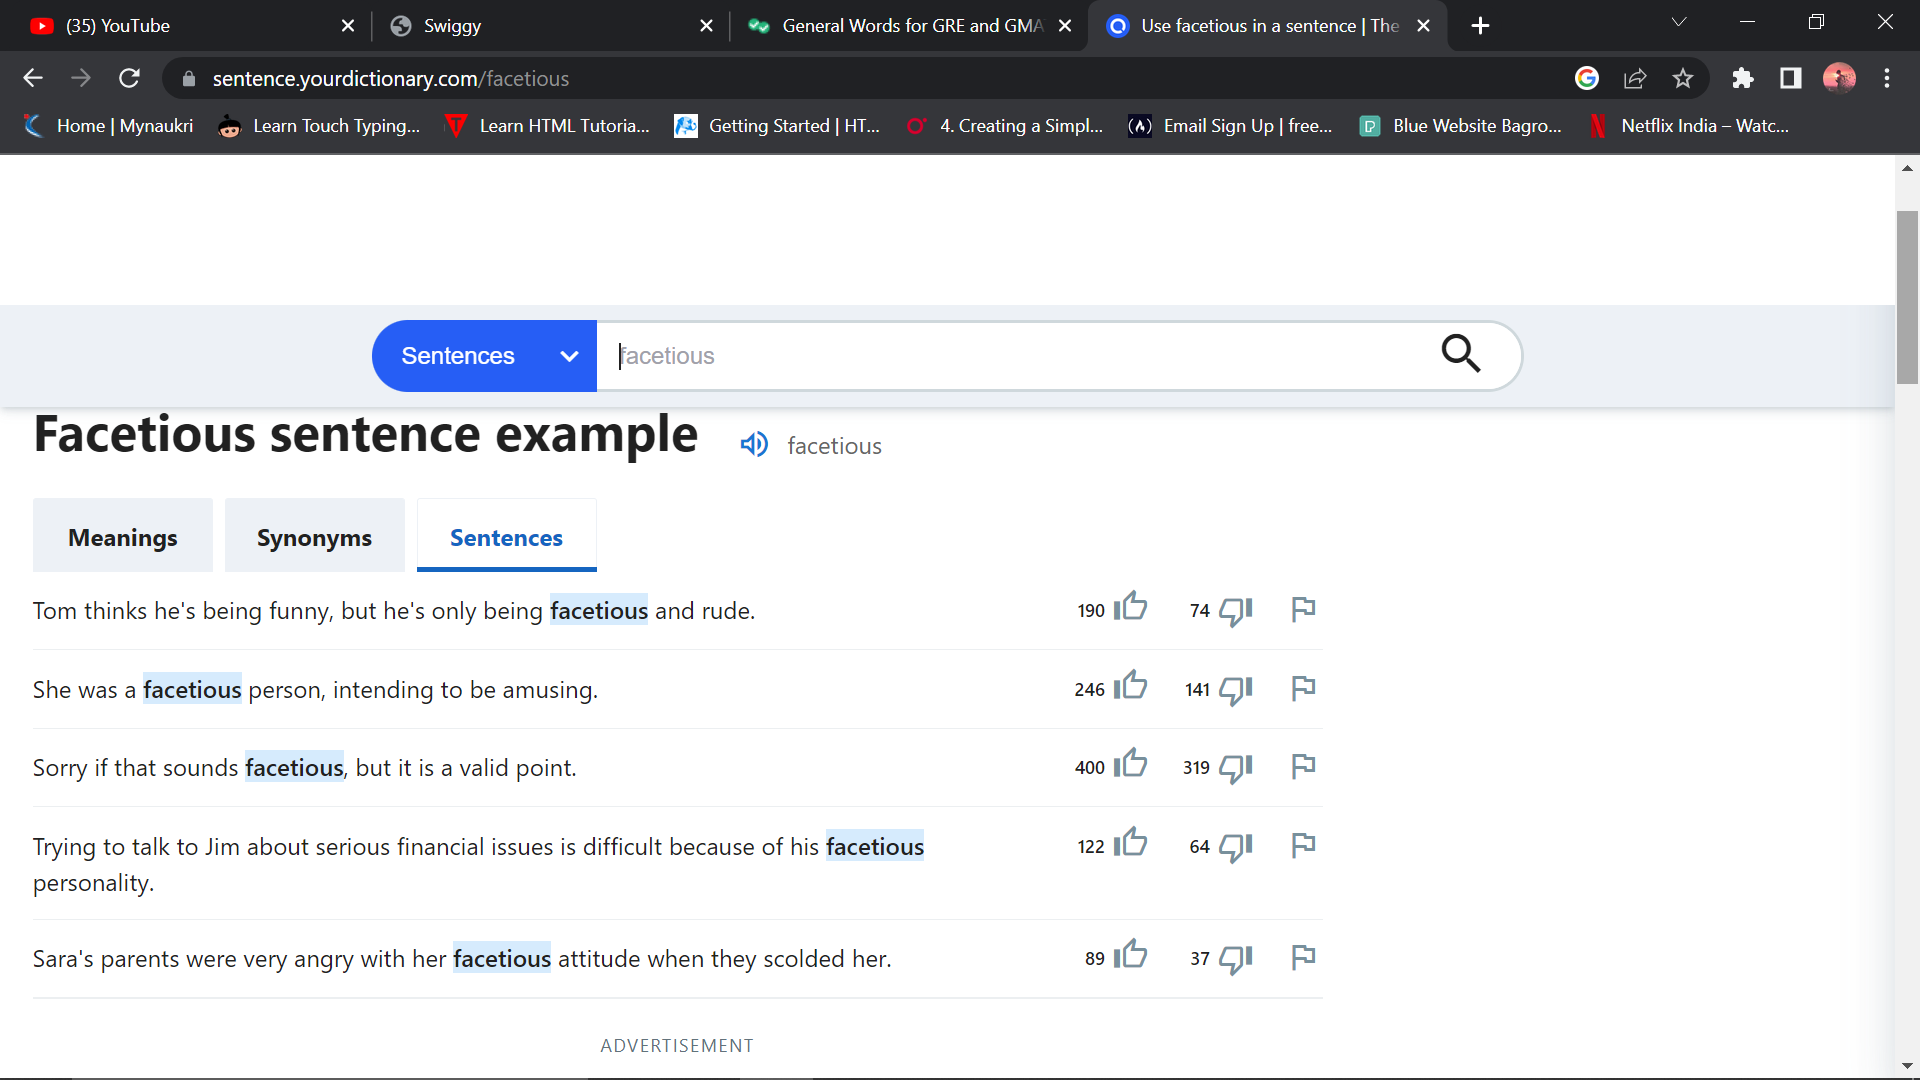 (35) YouTube
Swiggy
General Words for GRE and GMA
Use facetious in a sentence | The
sentence.yourdictionary.com/facetious
Home | Mynaukri
Learn Touch Typing...
Learn HTML Tutoria...
Getting Started | HT...
4. Creating a Simpl...
Email Sign Up | free...
Blue Website Bagro...
Netflix India – Watc...
Sentences
facetious
Facetious sentence example
facetious
Meanings
Synonyms
Sentences
Tom thinks he's being funny, but he's only being facetious and rude.
190
74
She was a facetious person, intending to be amusing.
246
141
Sorry if that sounds facetious, but it is a valid point.
400
319
Trying to talk to Jim about serious financial issues is difficult because of his facetious
personality.
122
64
Sara's parents were very angry with her facetious attitude when they scolded her.
89
37
ADVERTISEMENT